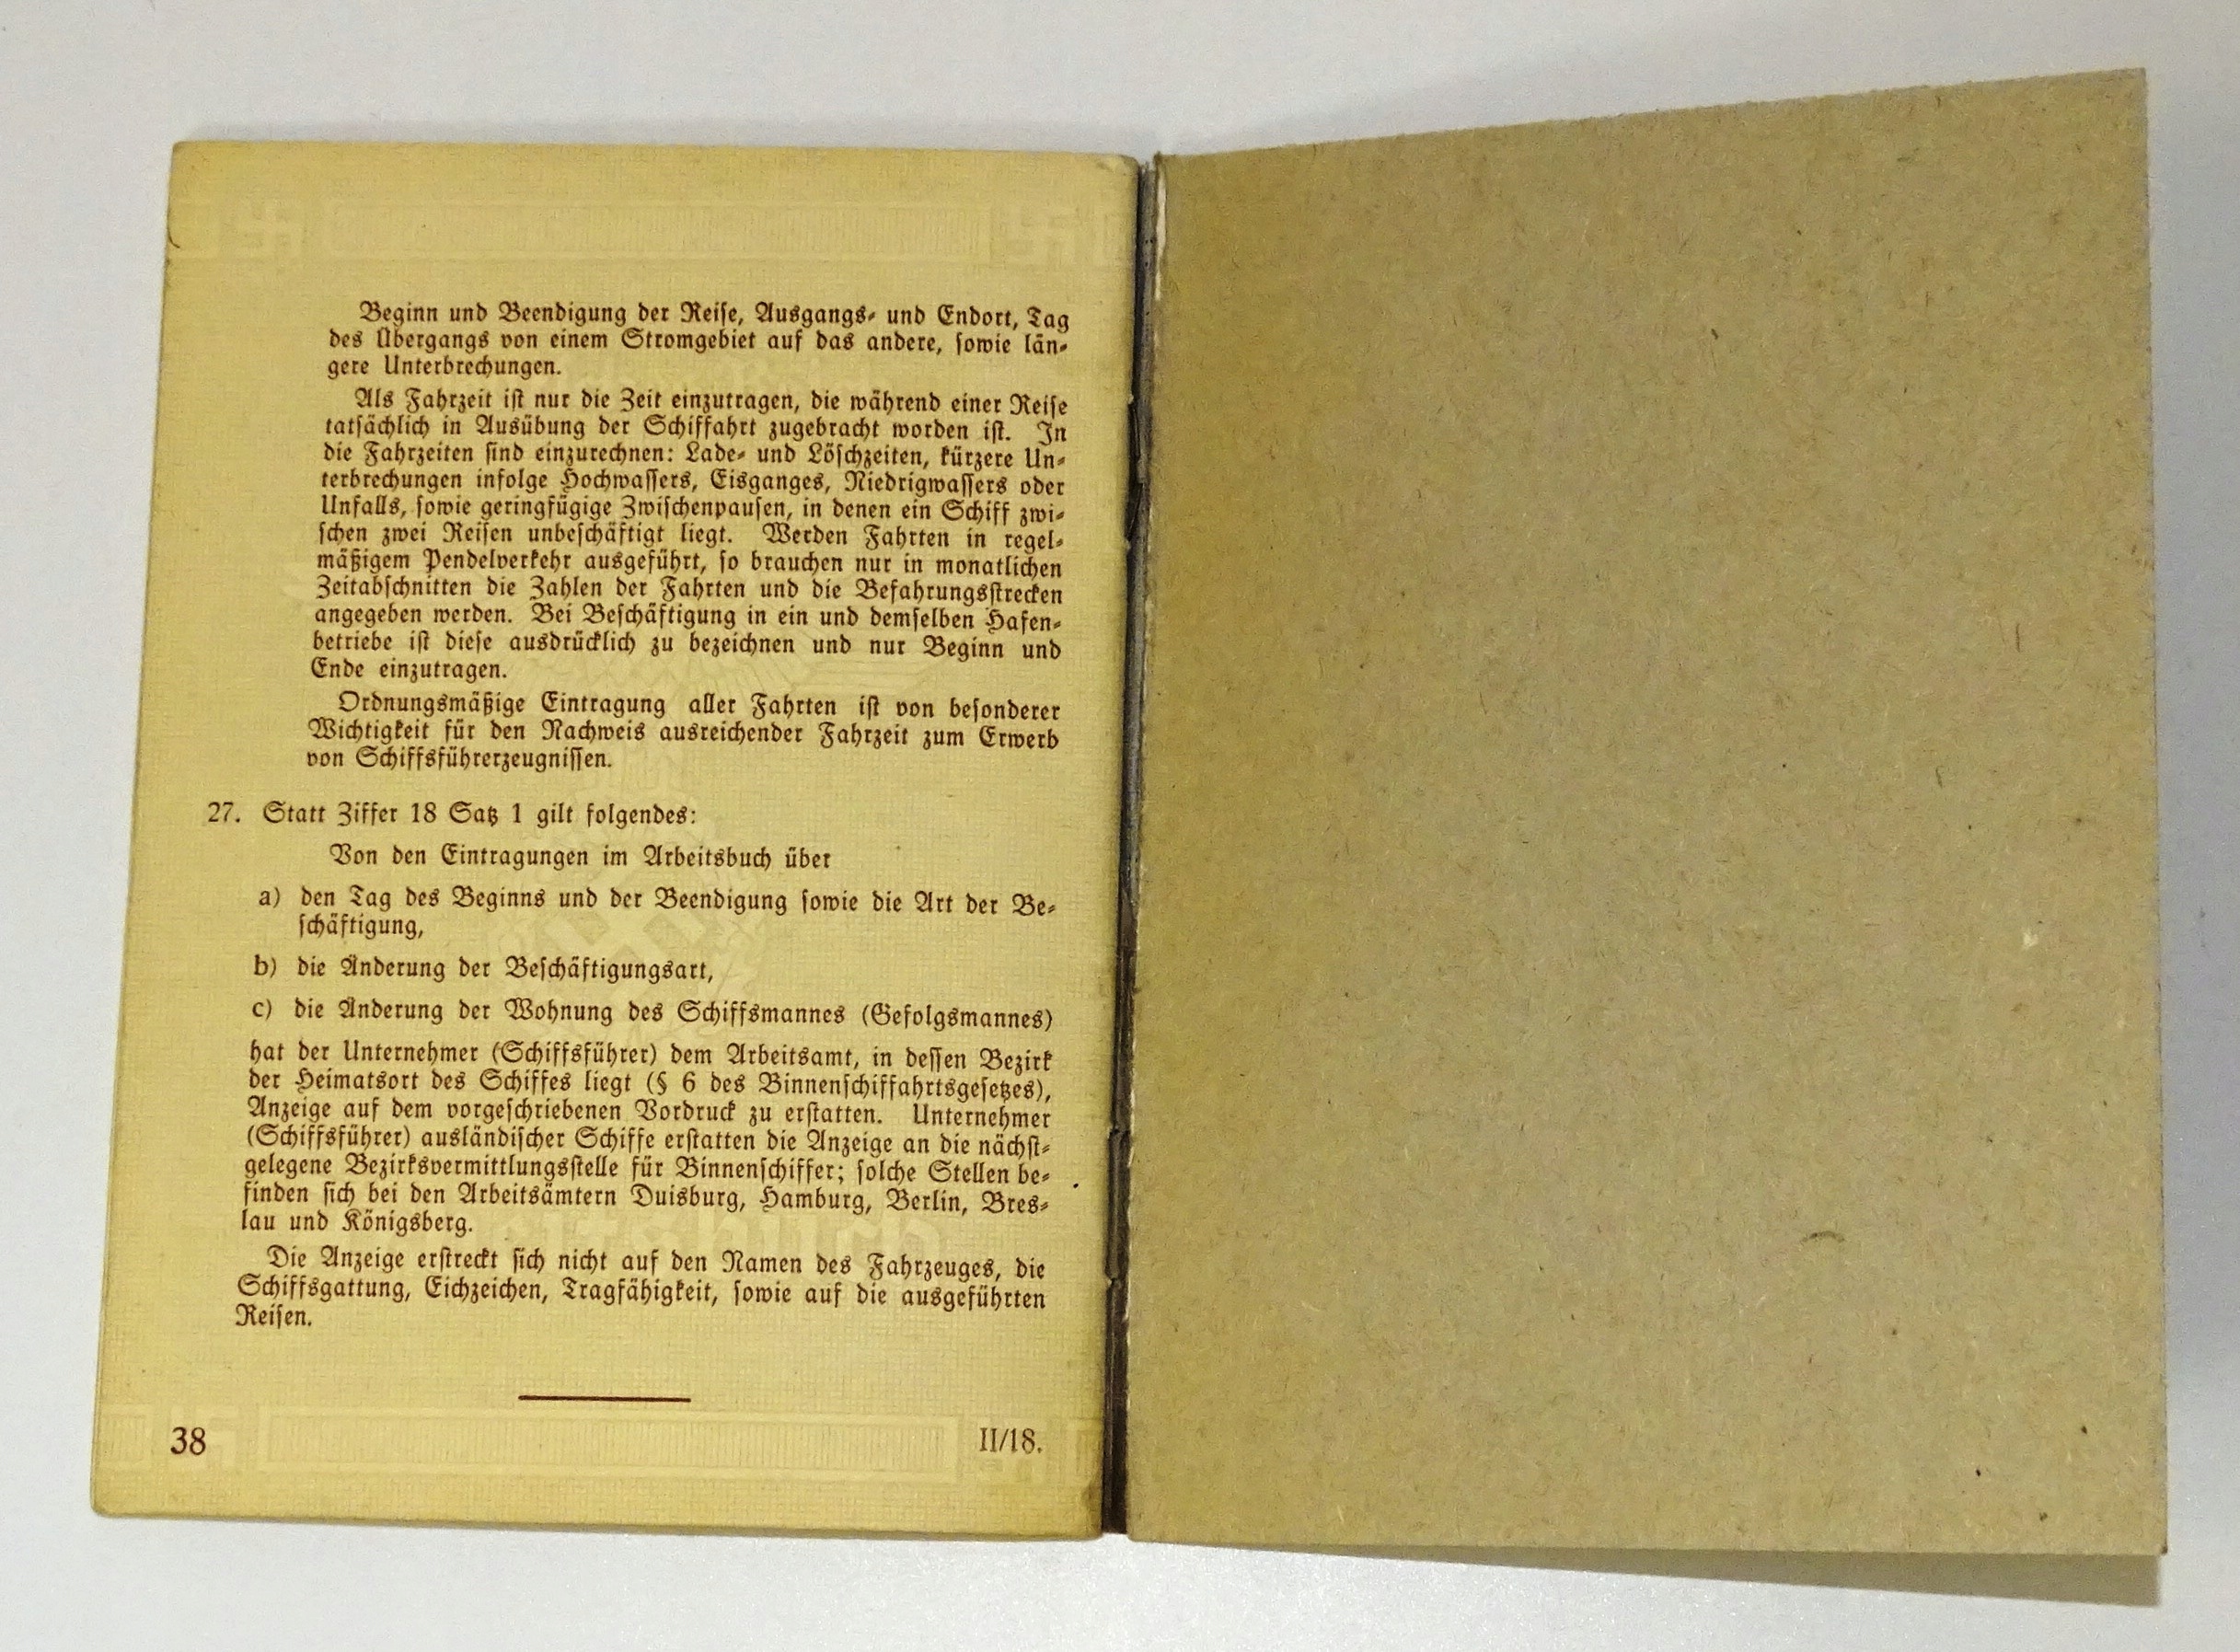 Beginn und Beendigung der Reise, Ausgangs- und Endort, Tag
des Übergangs von einem Stromgebiet auf das andere, sowie län-
gere Unterbrechungen.
Als Fahrzeit ist nur die Zeit einzutragen, die während einer Reise
tatsächlich in Ausübung der Schiffahrt zugebracht worden ist. In
die Fahrzeiten sind einzurechnen: Lade- und Löschzeiten, kürzere Un-
terbrechungen infolge Hochwassers, Eisganges, Niedrigwassers oder
Unfalls, sowie geringfügige Zwischenpausen, in denen ein Schiff zwi-
schen zwei Reisen unbeschäftigt liegt. Werden Fahrten in regel-
mäßigem Pendelverkehr ausgeführt, so brauchen nur in monatlichen
Zeitabschnitten die Zahlen der Fahrten und die Befahrungsstrecken
angegeben werden. Bei Beschäftigung in ein und demselben Hafen-
betriebe ist diese ausdrücklich zu bezeichnen und nur Beginn und
Ende einzutragen.
Ordnungsmäßige Eintragung aller Fahrten ist von besonderer
Wichtigkeit für den Nachweis ausreichender Fahrzeit zum Erwerb
von Schiffsführerzeugnissen.
27. Statt Ziffer 18 Satz 1 gilt folgendes:
Von den Eintragungen im Arbeitsbuch über
a) den Tag des Beginns und der Beendigung sowie die Art der Be-
schäftigung,
b) die Änderung der Beschäftigungsart,
c) die Änderung der Wohnung des Schiffsmannes (Gefolgsmannes)
hat der Unternehmer (Schiffsführer) dem Arbeitsamt, in dessen Bezirk
der Heimatsort des Schiffes liegt (§ 6 des Binnenschiffahrtsgesetzes),
Anzeige auf dem vorgeschriebenen Vordruck zu erstatten. Unternehmer
(Schiffsführer) ausländischer Schiffe erstatten die Anzeige an die nächst-
gelegene Bezirksvermittlungsstelle für Binnenschiffer; solche Stellen be-
finden sich bei den Arbeitsämtern Duisburg, Hamburg, Berlin, Bres-
lau und Königsberg.
Die Anzeige erstreckt sich nicht auf den Namen des Fahrzeuges, die
Schiffsgattung, Eichzeichen, Tragfähigkeit, sowie auf die ausgeführten
Reisen.
38
II/18.